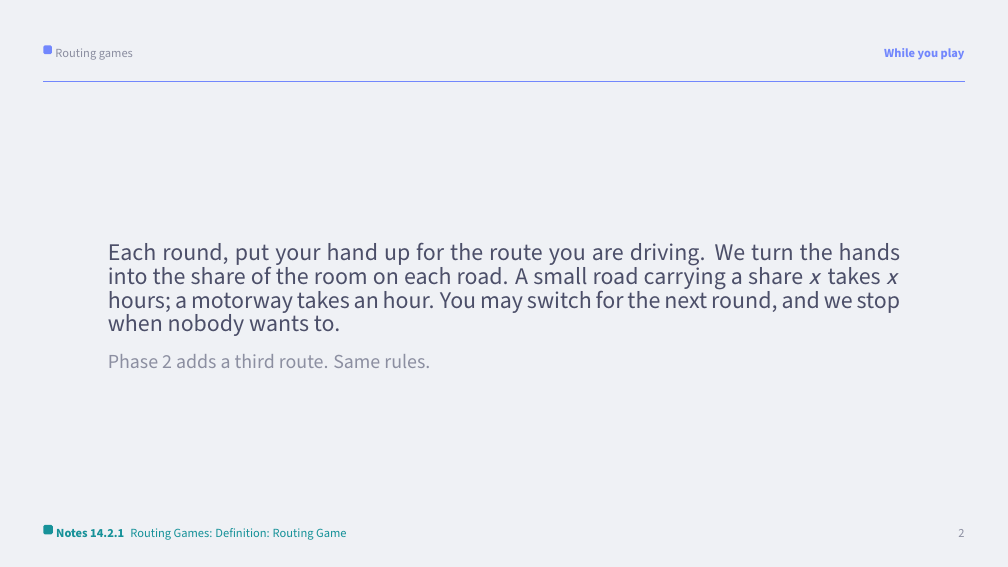 Routing games
While you play
Each round, put your hand up for the route you are driving. We turn the hands
into the share of the room on each road. A small road carrying a share x takes x
hours; a motorway takes an hour. You may switch for the next round, and we stop
when nobody wants to.
Phase 2 adds a third route. Same rules.
Notes 14.2.1 Routing Games: Definition: Routing Game
2